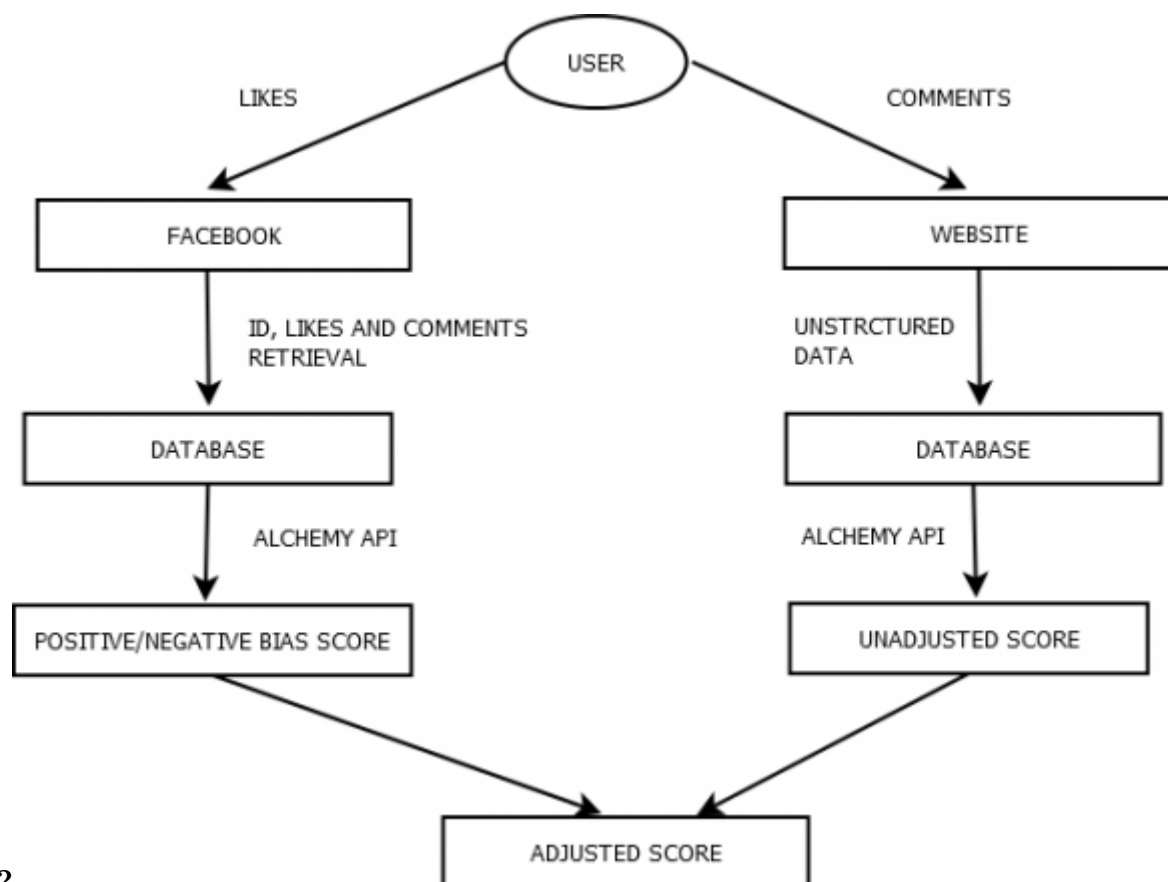 USER
LIKES
COMMENTS
FACEBOOK
WEBSITE
ID, LIKES AND COMMENTS
RETRIEVAL
UNSTRCTURED
DATA
DATABASE
DATABASE
ALCHEMY API
ALCHEMY API
POSITIVE/NEGATIVE BIAS SCORE
UNADJUSTED SCORE
ADJUSTED SCORE